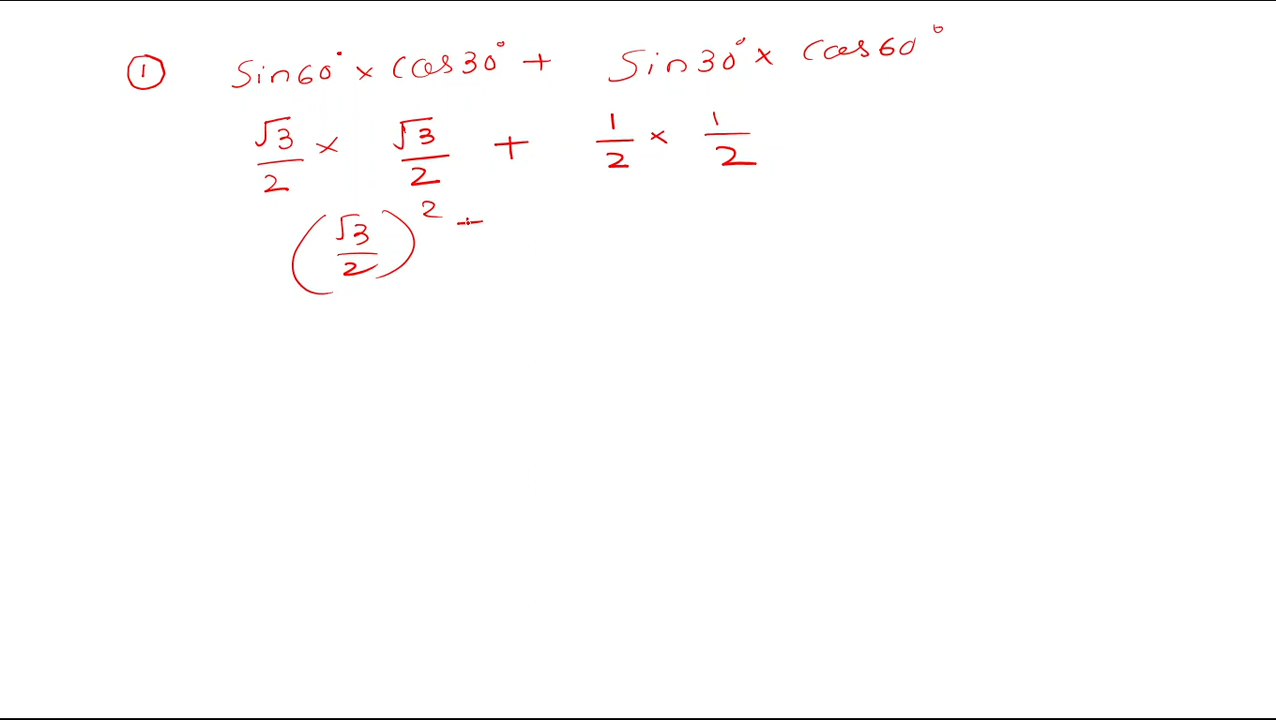 ① Sin60° × Cos30° + Sin30° × Cos60°
√3/2 × √3/2 + 1/2 × 1/2
(√3/2)² +